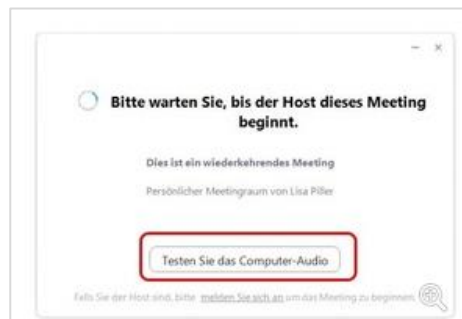 Bitte warten Sie, bis der Host dieses Meeting
beginnt.
Dies ist ein wiederkehrendes Meeting
Persönlicher Meetingraum von Lisa Piller
Testen Sie das Computer-Audio
Falls Sie der Host sind, bitte melden Sie sich an um das Meeting zu beginnen.